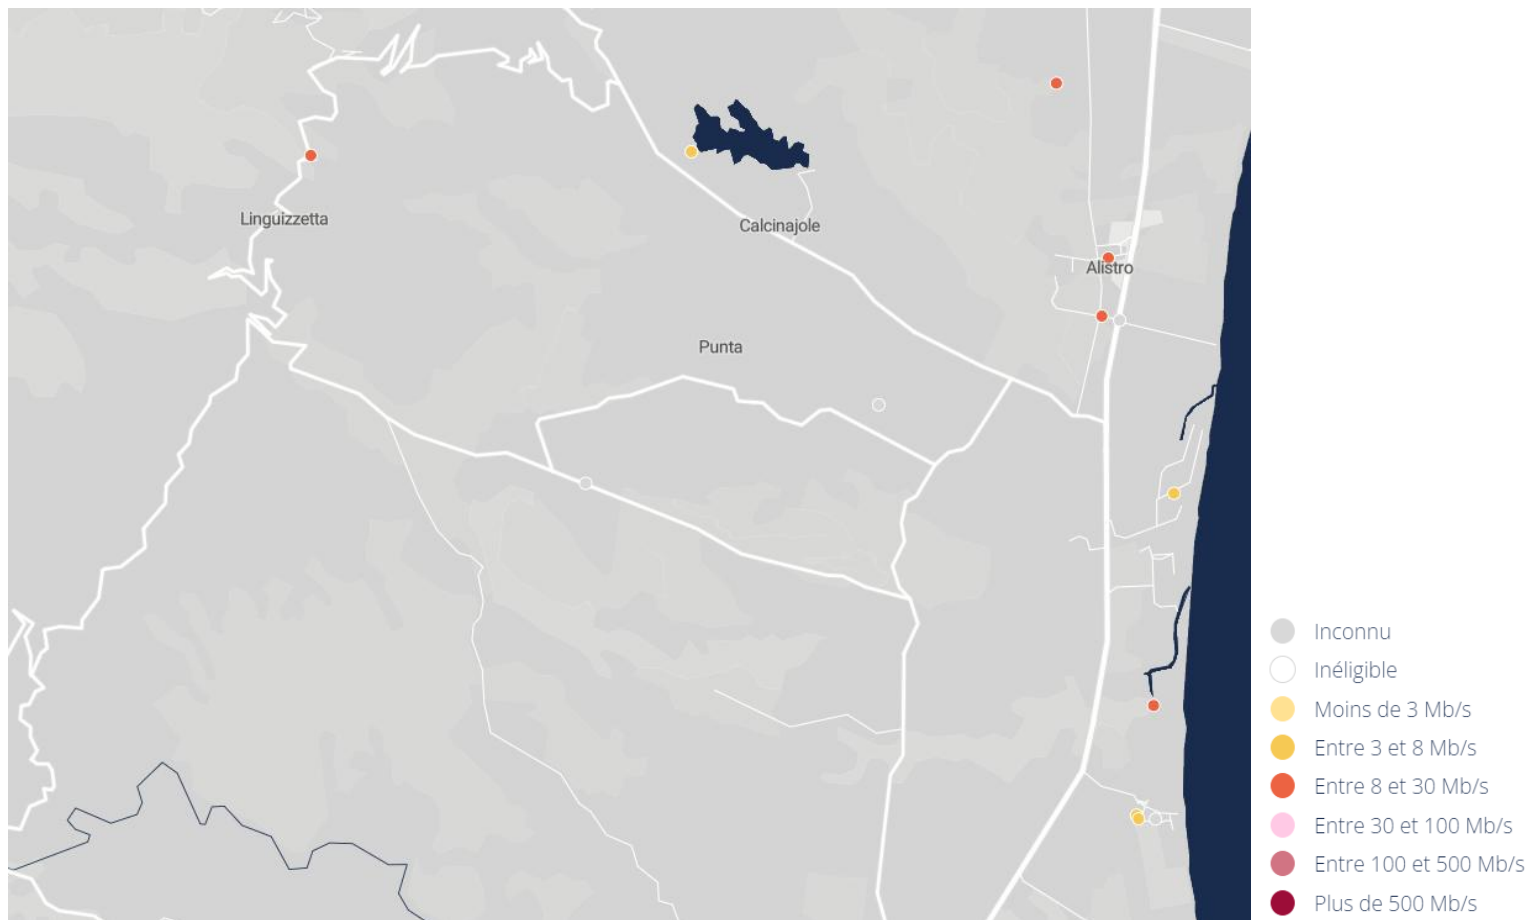 Linguizzetta
Calcinajole
Alistro
Punta
Inconnu
Inéligible
Moins de 3 Mb/s
Entre 3 et 8 Mb/s
Entre 8 et 30 Mb/s
Entre 30 et 100 Mb/s
Entre 100 et 500 Mb/s
Plus de 500 Mb/s